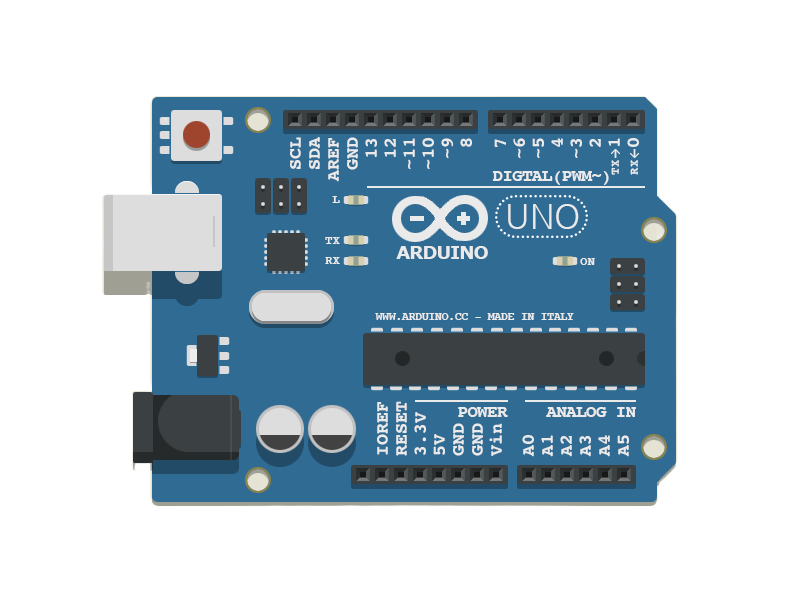 SCL
SDA
AREF
GND
13
12
~11
~10
~9
8
7
~6
~5
4
~3
2
TX→1
RX←0
DIGTAL(PWM~)
L
TX
RX
ARDUINO
UNO
ON
WWW.ARDUINO.CC - MADE IN ITALY
POWER
ANALOG IN
IOREF
RESET
3.3V
5V
GND
GND
Vin
A0
A1
A2
A3
A4
A5